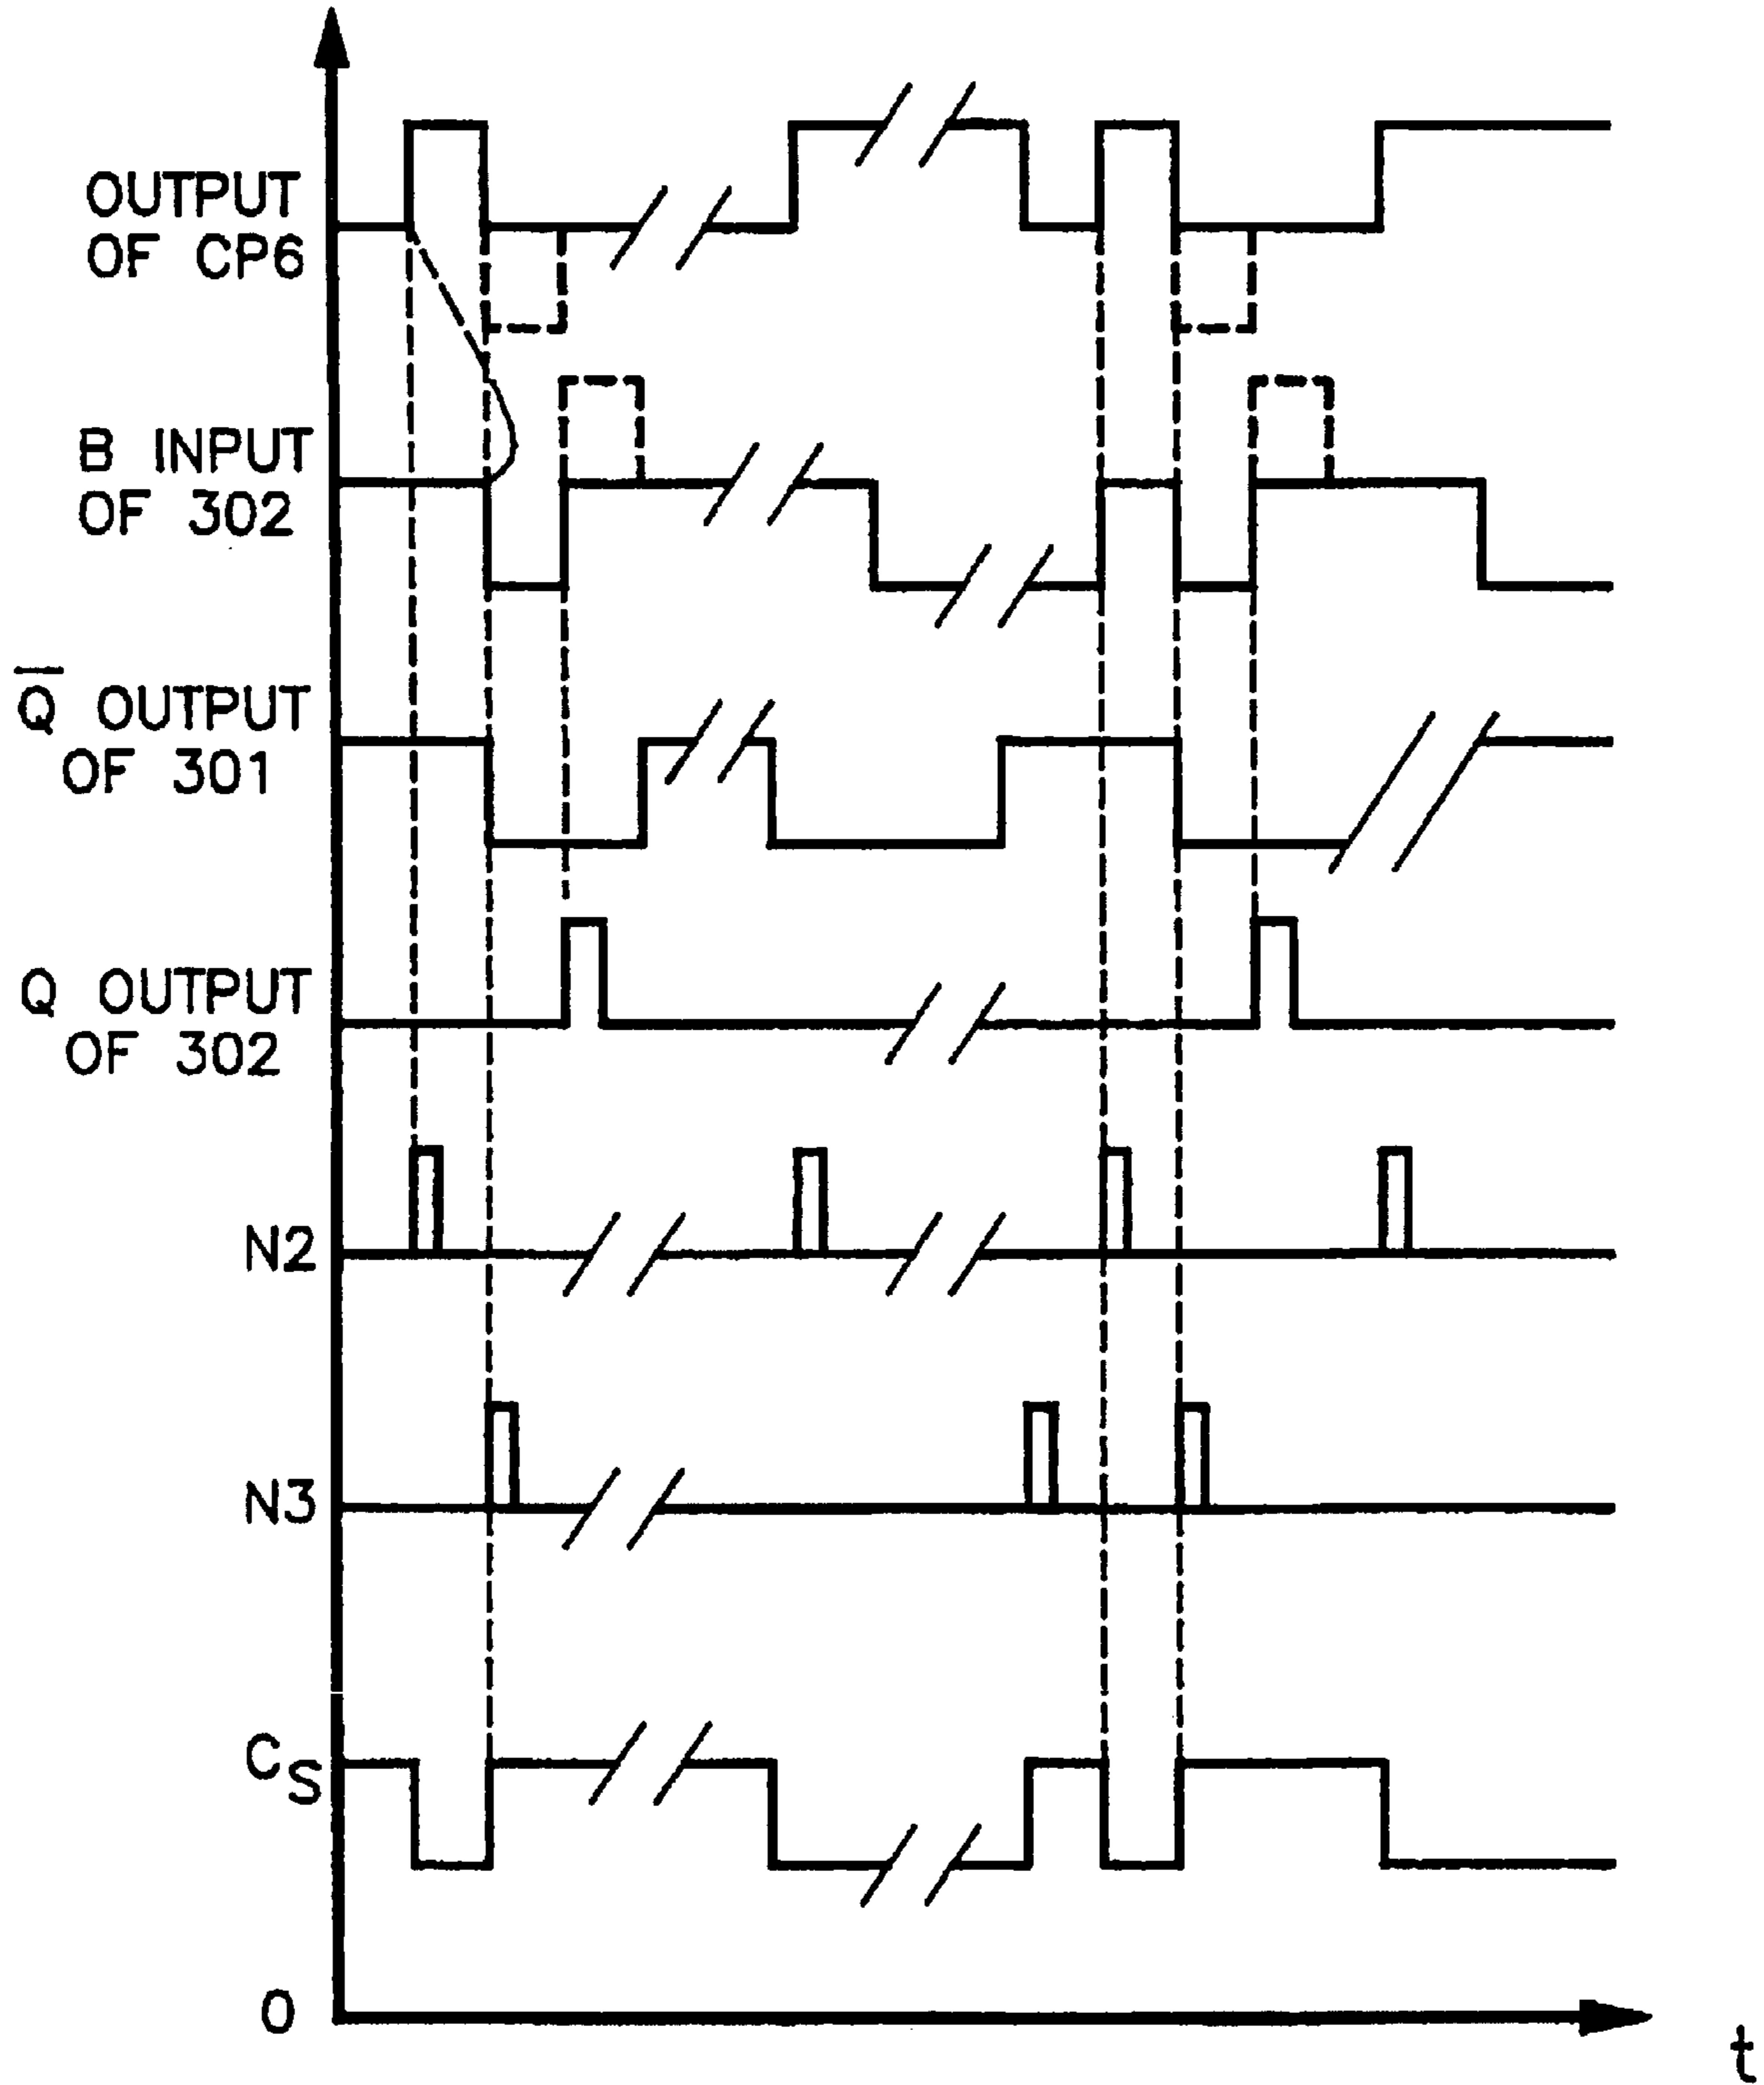 OUTPUT
OF CP6
B INPUT
OF 302
Q̅ OUTPUT
OF 301
Q OUTPUT
OF 302
N2
N3
CS
0
t